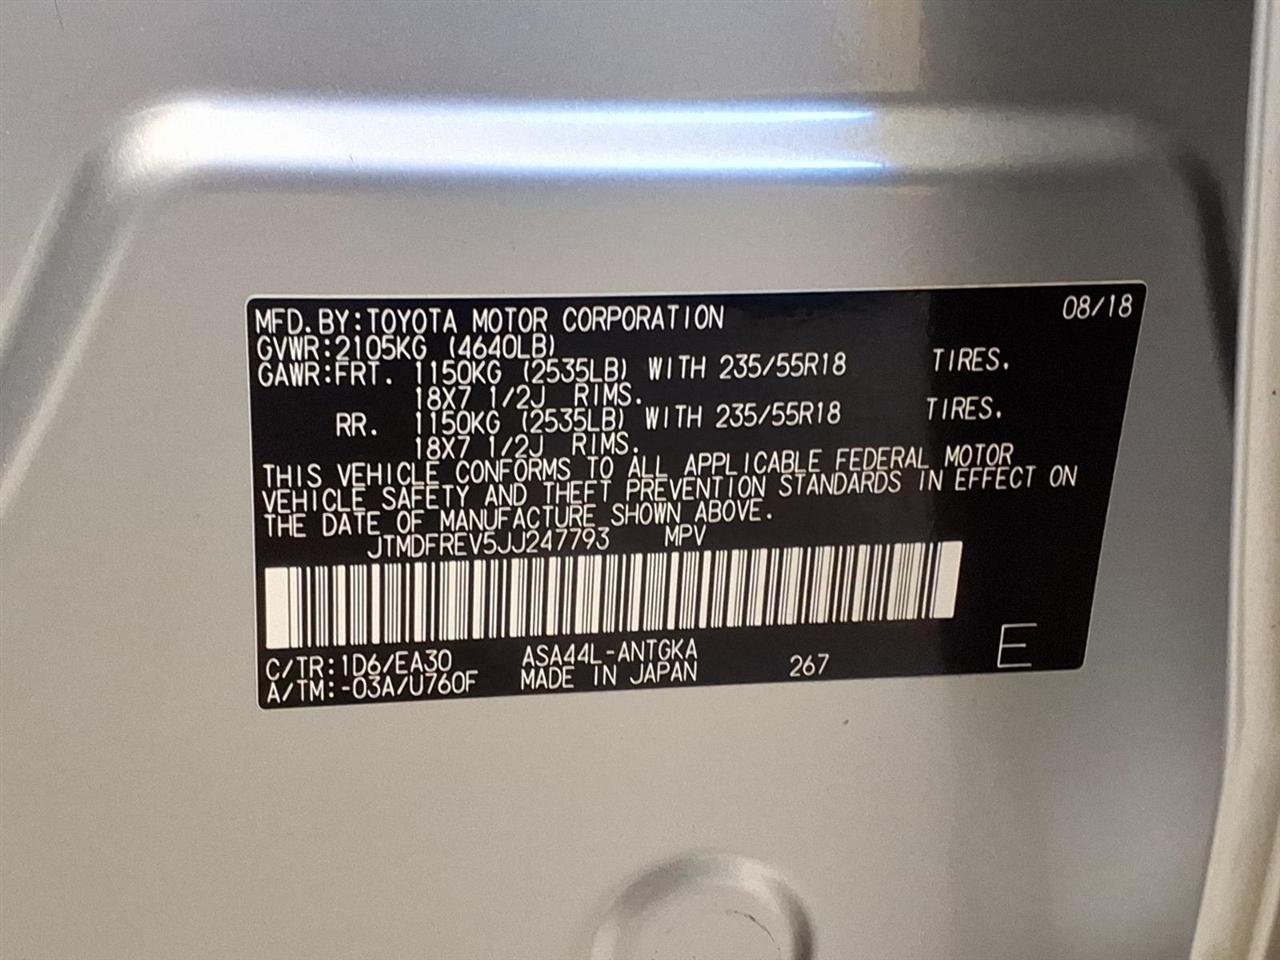 MFD.BY:TOYOTA MOTOR CORPORATION 08/18
GVWR:2105KG (4640LB)
GAWR:FRT. 1150KG (2535LB) WITH 235/55R18 TIRES.
18X7 1/2J RIMS.
RR. 1150KG (2535LB) WITH 235/55R18 TIRES.
18X7 1/2J RIMS.
THIS VEHICLE CONFORMS TO ALL APPLICABLE FEDERAL MOTOR
VEHICLE SAFETY AND THEFT PREVENTION STANDARDS IN EFFECT ON
THE DATE OF MANUFACTURE SHOWN ABOVE.
JTMDFREV5JJ247793 MPV
C/TR:1D6/EA30 ASA44L-ANTGKA 267 E
A/TM:-03A/U760F MADE IN JAPAN